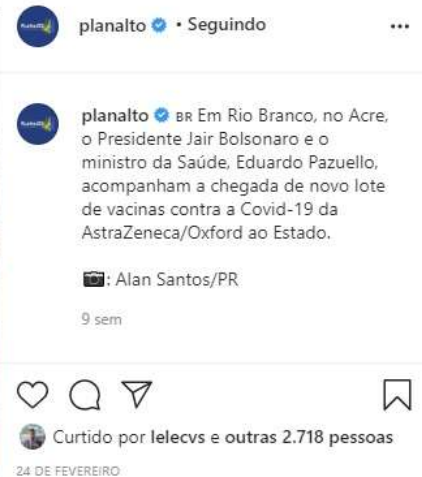 planalto • Seguindo
planalto BR Em Rio Branco, no Acre,
o Presidente Jair Bolsonaro e o
ministro da Saúde, Eduardo Pazuello,
acompanham a chegada de novo lote
de vacinas contra a Covid-19 da
AstraZeneca/Oxford ao Estado.
📷: Alan Santos/PR
9 sem
Curtido por lelecvs e outras 2.718 pessoas
24 DE FEVEREIRO